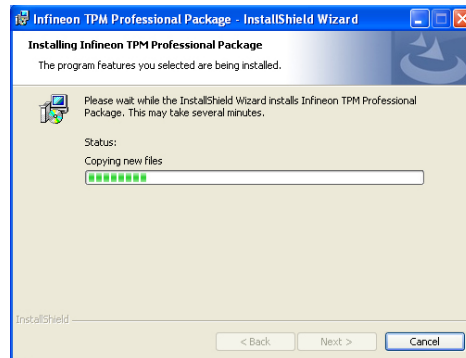 Infineon TPM Professional Package - InstallShield Wizard
Installing Infineon TPM Professional Package
The program features you selected are being installed.
Please wait while the InstallShield Wizard installs Infineon TPM Professional
Package. This may take several minutes.
Status:
Copying new files
InstallShield
< Back Next > Cancel